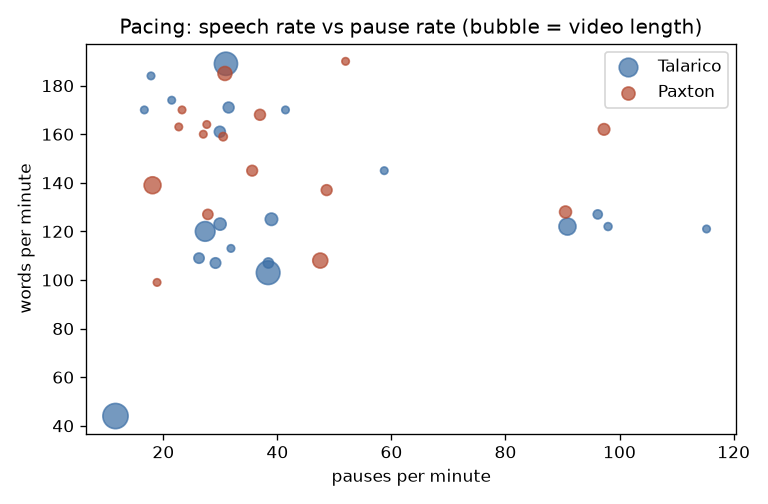 Pacing: speech rate vs pause rate (bubble = video length)
Talarico
Paxton
words per minute
180
160
140
120
100
80
60
40
20
40
60
80
100
120
pauses per minute